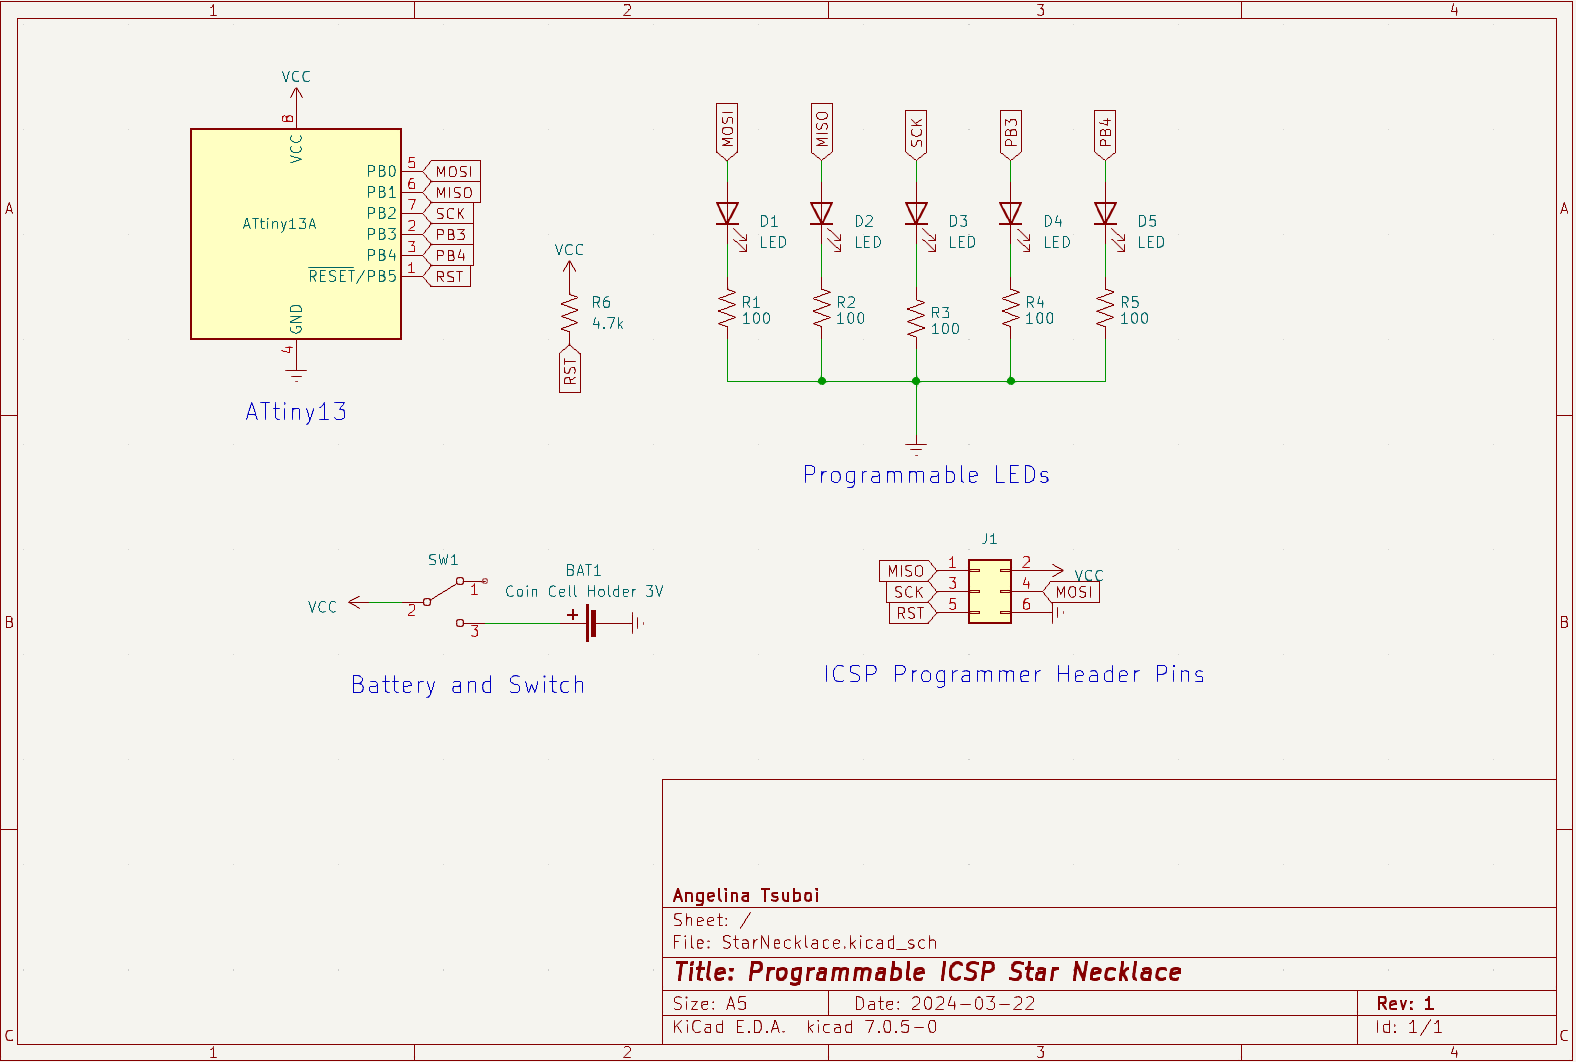 1 2 3 4
A
A
VCC
8
VCC
ATtiny13A
PB0 5 MOSI
PB1 6 MISO
PB2 7 SCK
PB3 2 PB3
PB4 3 PB4
RESET/PB5 1 RST
GND
4
ATtiny13
VCC
R6
4.7k
RST
MOSI MISO SCK PB3 PB4
D1
LED
D2
LED
D3
LED
D4
LED
D5
LED
R1
100
R2
100
R3
100
R4
100
R5
100
Programmable LEDs
B
B
SW1
VCC
1
2
3
BAT1
Coin Cell Holder 3V
+
Battery and Switch
J1
MISO 1 2 VCC
SCK 3 4 MOSI
RST 5 6
ICSP Programmer Header Pins
Angelina Tsuboi
Sheet: /
File: StarNecklace.kicad_sch
Title: Programmable ICSP Star Necklace
Size: A5 Date: 2024-03-22 Rev: 1
KiCad E.D.A. kicad 7.0.5-0 Id: 1/1
C
C
1 2 3 4